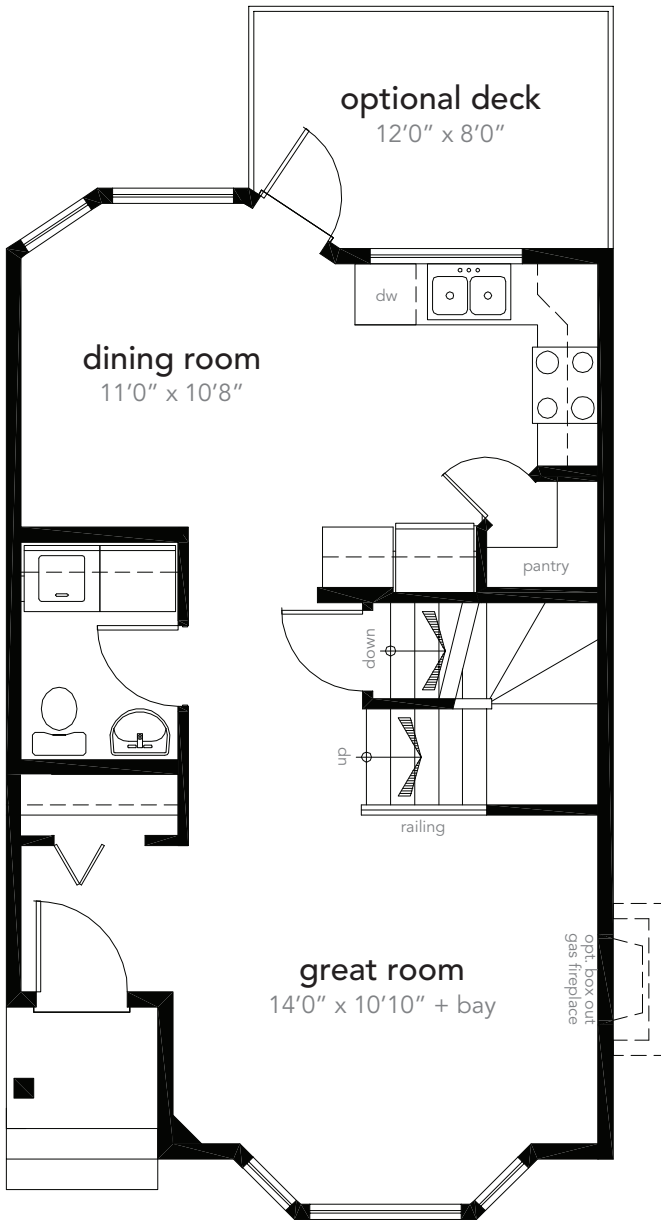 optional deck
12’0” x 8’0”
dw
dining room
11’0” x 10’8”
pantry
down
up
railing
great room
14’0” x 10’10” + bay
opt. box out
gas fireplace